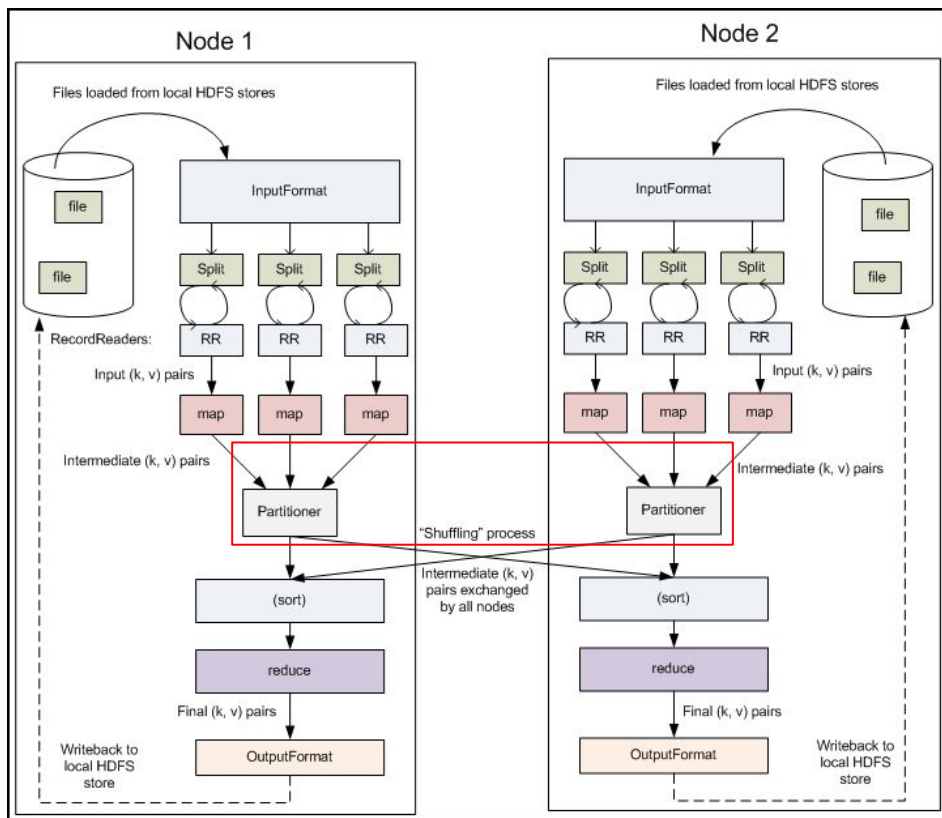 Node 1
Files loaded from local HDFS stores
InputFormat
file
file
Split
Split
Split
RecordReaders:
RR
RR
RR
Input (k, v) pairs
map
map
map
Intermediate (k, v) pairs
Partitioner
(sort)
reduce
Final (k, v) pairs
OutputFormat
Writeback to
local HDFS
store
"Shuffling" process
Intermediate (k, v)
pairs exchanged
by all nodes
Node 2
Files loaded from local HDFS stores
InputFormat
file
file
Split
Split
Split
RR
RR
RR
Input (k, v) pairs
map
map
map
Intermediate (k, v) pairs
Partitioner
(sort)
reduce
Final (k, v) pairs
OutputFormat
Writeback to
local HDFS
store